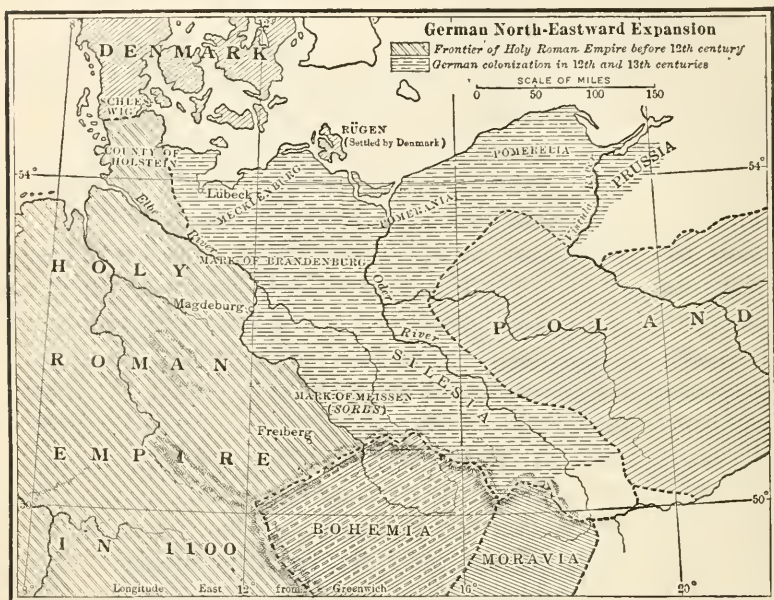 German North-Eastward Expansion
Frontier of Holy Roman Empire before 12th century
German colonization in 12th and 13th centuries
SCALE OF MILES
0 50 100 150
DENMARK
SCHLES-
WIG
COUNTY OF
HOLSTEIN
RÜGEN
(Settled by Denmark)
POMERELIA
PRUSSIA
54°
54°
Lübeck
MECKLENBURG
POMERANIA
Vistula River
Elbe River
MARK OF BRANDENBURG
HOLY
Magdeburg
Oder River
POLAND
ROMAN
SILESIA
MARK OF MEISSEN
(SORBS)
Freiberg
EMPIRE
50°
BOHEMIA
IN 1100
MORAVIA
8° Longitude East 12° from Greenwich 16° 20°